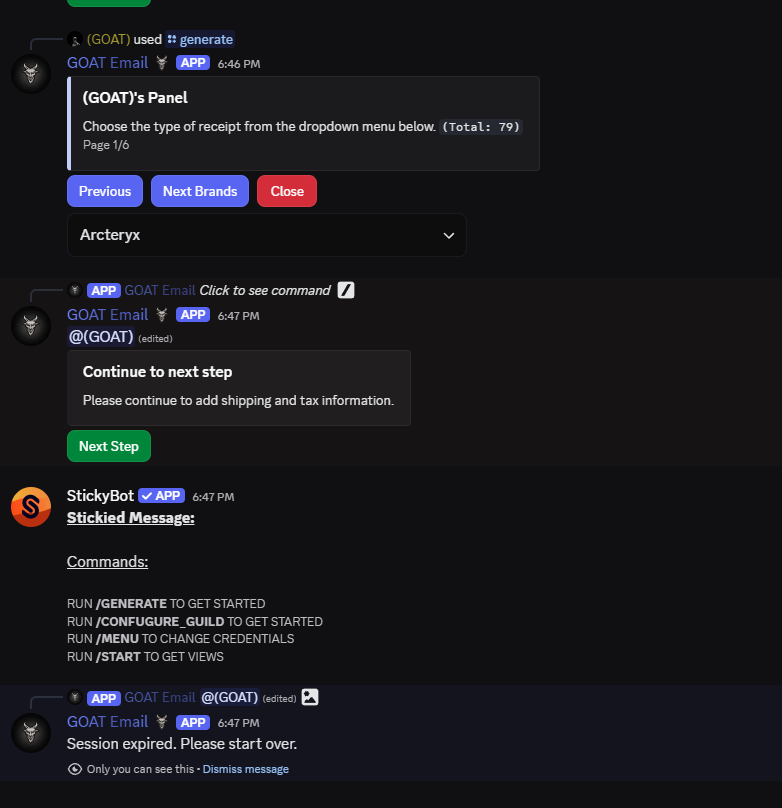 (GOAT) used generate
GOAT Email APP 6:46 PM
(GOAT)'s Panel
Choose the type of receipt from the dropdown menu below. (Total: 79)
Page 1/6
Previous Next Brands Close
Arcteryx
APP GOAT Email Click to see command
GOAT Email APP 6:47 PM
@(GOAT) (edited)
Continue to next step
Please continue to add shipping and tax information.
Next Step
StickyBot APP 6:47 PM
Stickied Message:
Commands:
RUN /GENERATE TO GET STARTED
RUN /CONFUGURE_GUILD TO GET STARTED
RUN /MENU TO CHANGE CREDENTIALS
RUN /START TO GET VIEWS
APP GOAT Email @(GOAT) (edited)
GOAT Email APP 6:47 PM
Session expired. Please start over.
Only you can see this • Dismiss message